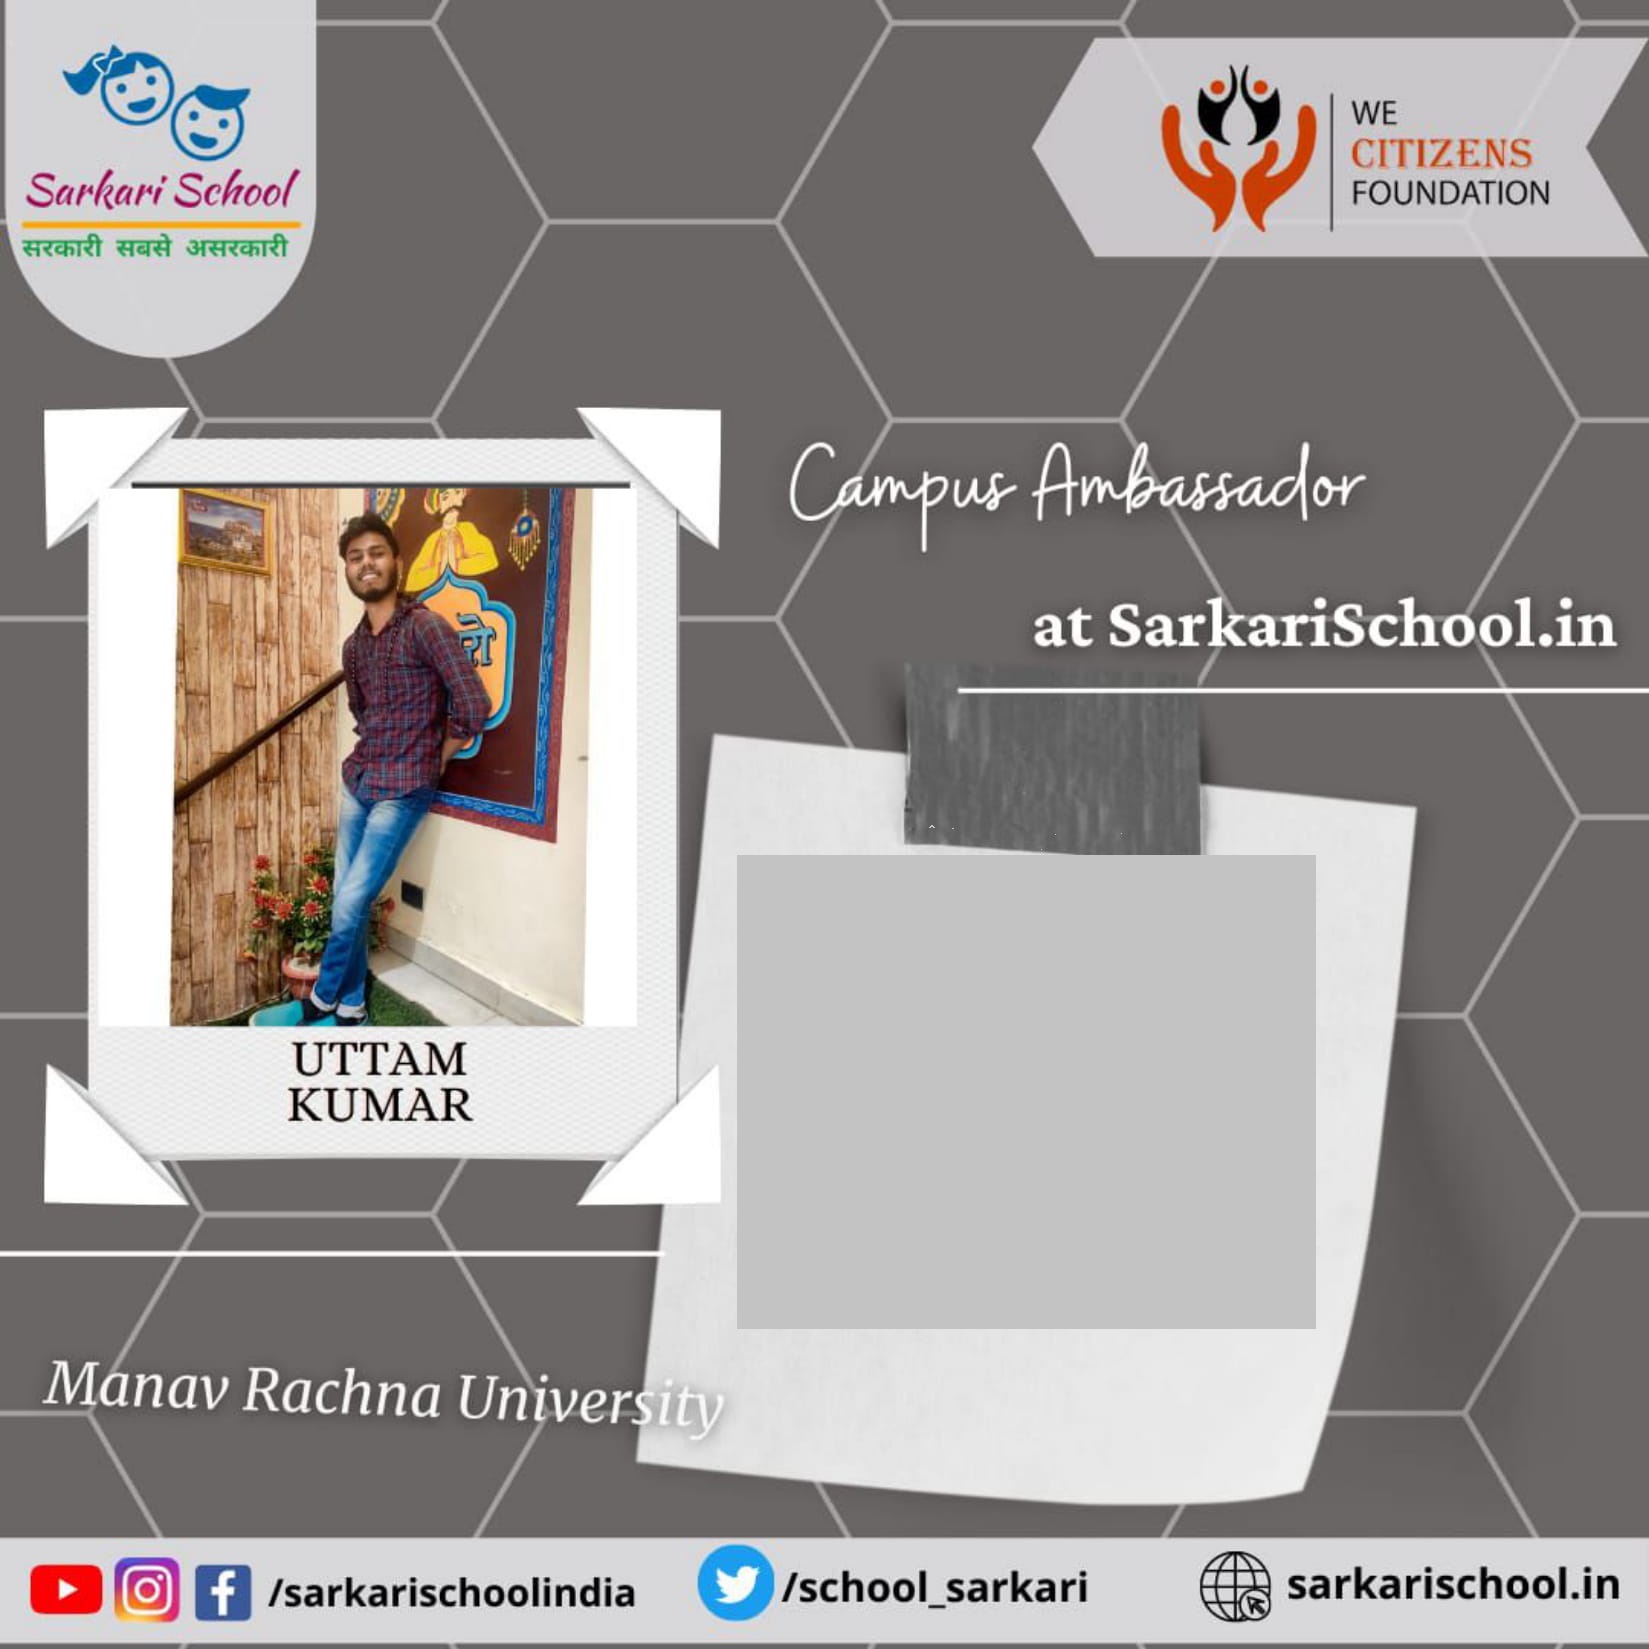 Sarkari School
सरकारी सबसे असरकारी
WE
CITIZENS
FOUNDATION
Campus Ambassador
at SarkariSchool.in
UTTAM
KUMAR
Manav Rachna University
/sarkarischoolindia
/school_sarkari
sarkarischool.in